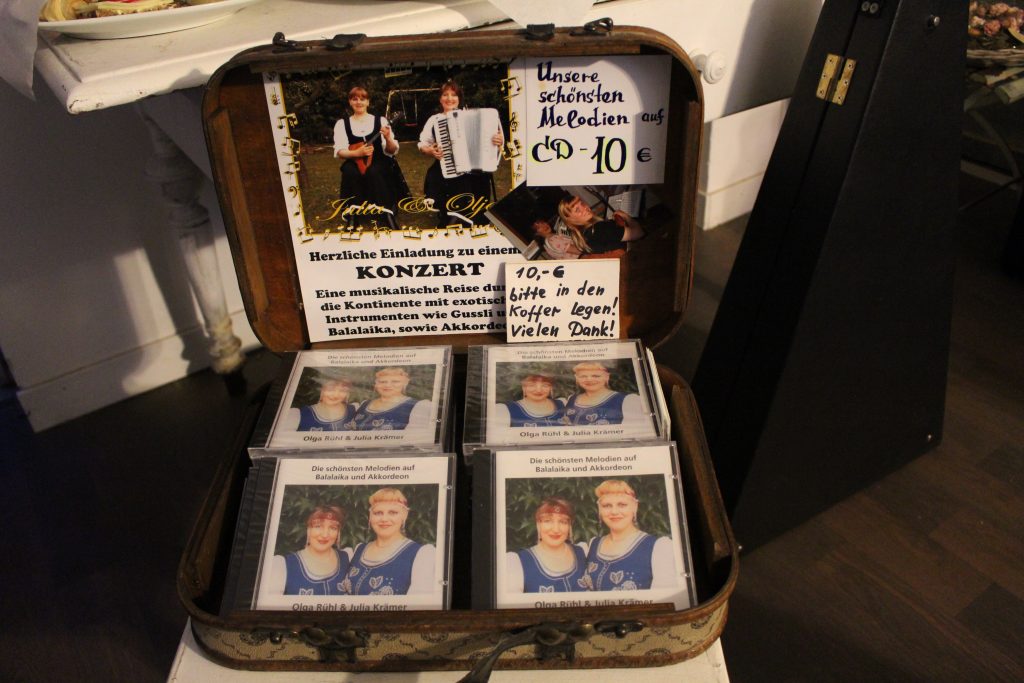 Unsere
schönsten
Melodien auf
CD - 10 €
Julia & Olga
Herzliche Einladung zu einem
KONZERT
Eine musikalische Reise
die Kontinente mit
Instrumenten wie Gussli
Balalaika, sowie
10,-€
bitte in den
Koffer legen!
Vielen Dank!
Die schönsten Melodien auf
Balalaika und Akkordeon
Olga Rühl & Julia Krämer
Die schönsten Melodien auf
Balalaika und Akkordeon
Olga Rühl & Julia Krämer
Die schönsten Melodien auf
Balalaika und Akkordeon
Olga Rühl & Julia Krämer
Die schönsten Melodien auf
Balalaika und Akkordeon
Olga Rühl & Julia Krämer